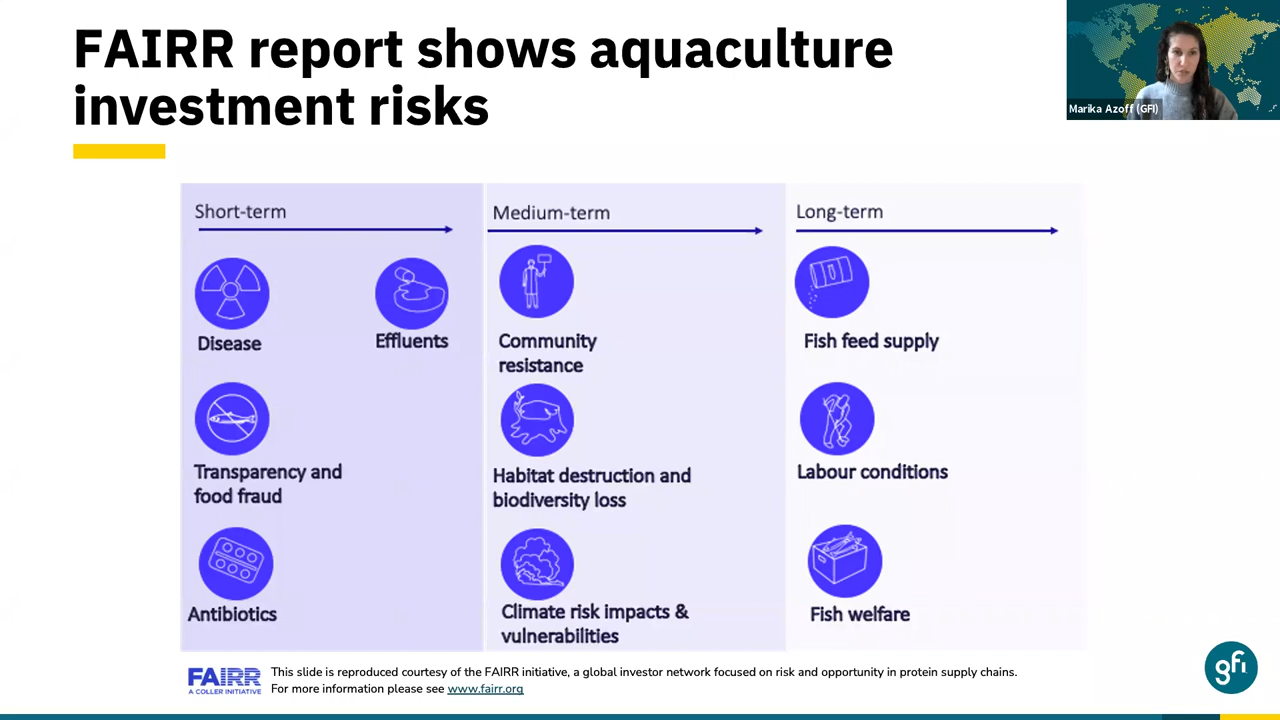 FAIRR report shows aquaculture
investment risks
Marika Azoff (GFI)
Short-term
Medium-term
Long-term
Disease
Effluents
Community
resistance
Fish feed supply
Transparency and
food fraud
Habitat destruction and
biodiversity loss
Labour conditions
Antibiotics
Climate risk impacts &
vulnerabilities
Fish welfare
FAIRR
A COLLER INITIATIVE
This slide is reproduced courtesy of the FAIRR initiative, a global investor network focused on risk and opportunity in protein supply chains.
For more information please see www.fairr.org
gfi